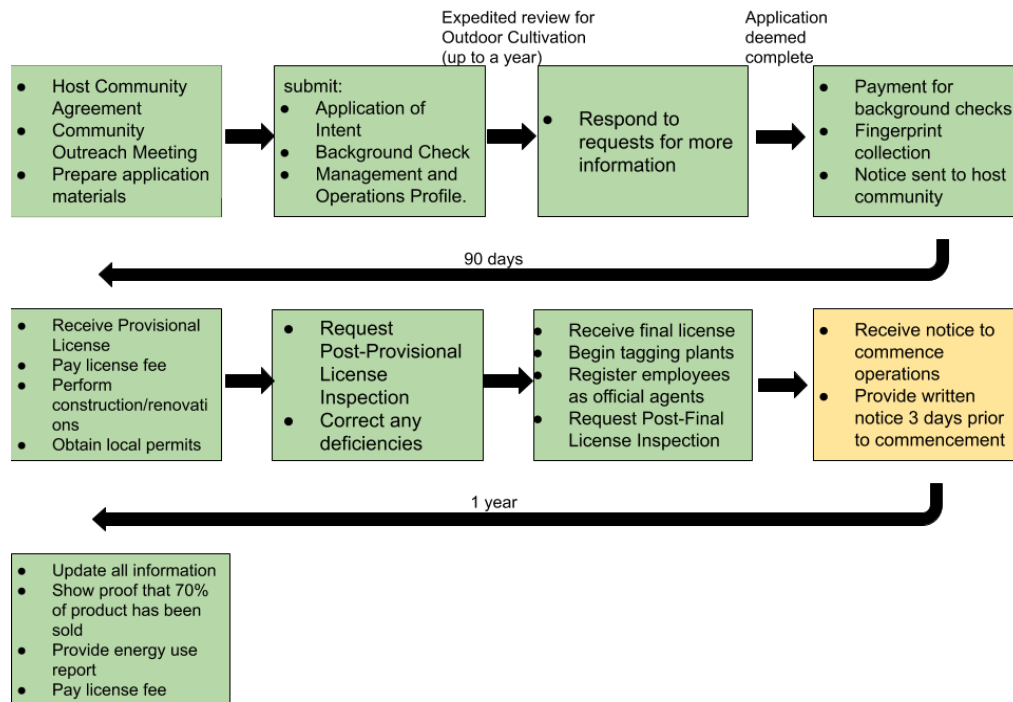 Expedited review for
Outdoor Cultivation
(up to a year)
Application
deemed
complete
● Host Community
Agreement
● Community
Outreach Meeting
● Prepare application
materials
submit:
● Application of
Intent
● Background Check
● Management and
Operations Profile.
● Respond to
requests for more
information
● Payment for
background checks
● Fingerprint
collection
● Notice sent to host
community
90 days
● Receive Provisional
License
● Pay license fee
● Perform
construction/renovati
ons
● Obtain local permits
● Request
Post-Provisional
License
Inspection
● Correct any
deficiencies
● Receive final license
● Begin tagging plants
● Register employees
as official agents
● Request Post-Final
License Inspection
● Receive notice to
commence
operations
● Provide written
notice 3 days prior
to commencement
1 year
● Update all information
● Show proof that 70%
of product has been
sold
● Provide energy use
report
● Pay license fee